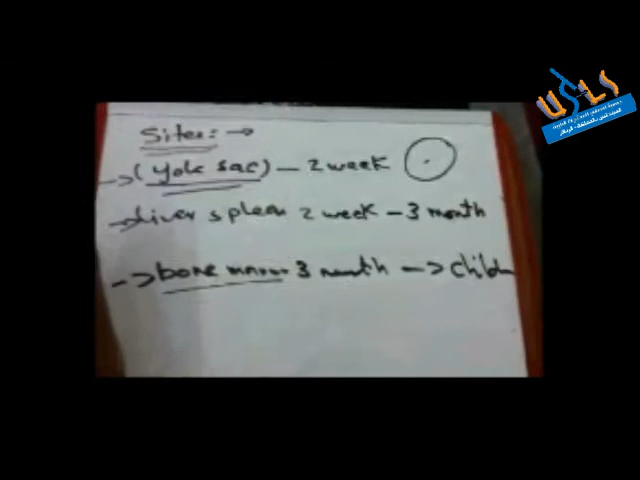 Sites: →
→ (yolk sac) – 2 week
→ liver spleen 2 week – 3 month
→ bone marrow 3 month → child